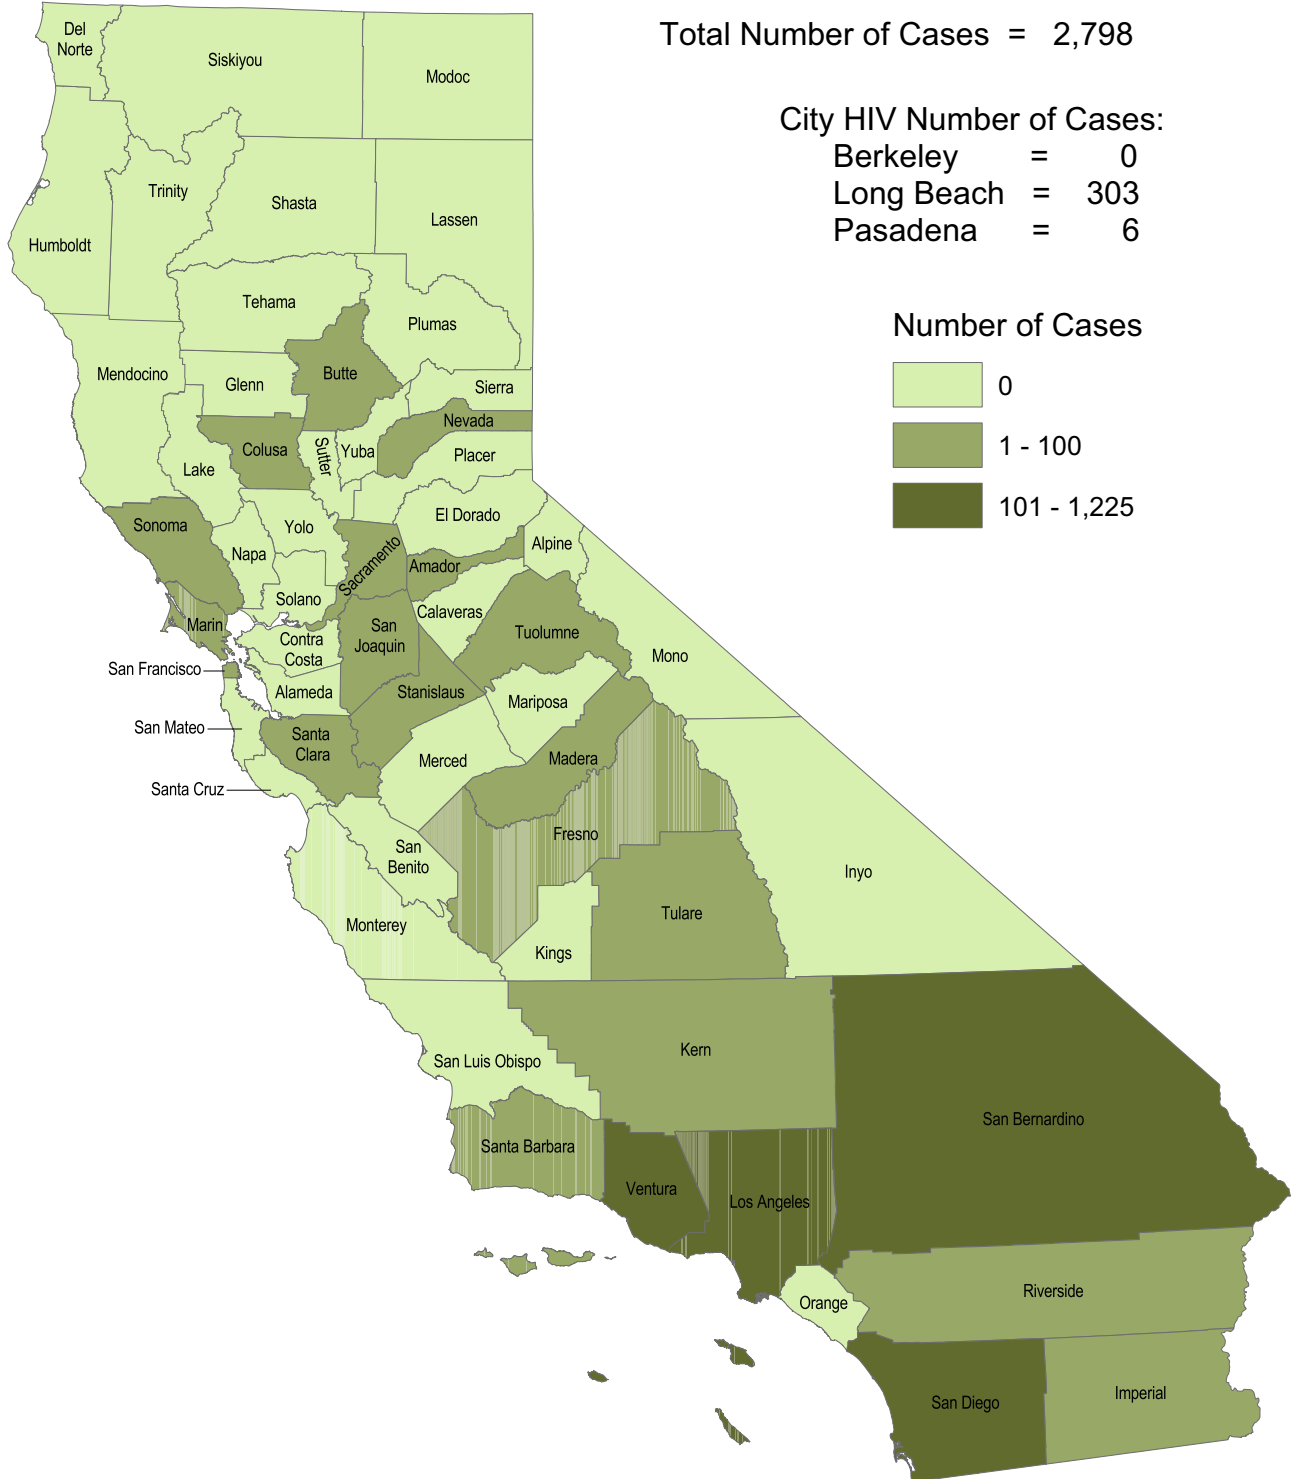 Total Number of Cases = 2,798
City HIV Number of Cases:
Berkeley = 0
Long Beach = 303
Pasadena = 6
Number of Cases
0
1 - 100
101 - 1,225
Del
Norte
Siskiyou
Modoc
Trinity
Shasta
Lassen
Humboldt
Tehama
Plumas
Mendocino
Glenn
Butte
Sierra
Nevada
Colusa
Sutter
Yuba
Placer
Lake
El Dorado
Sonoma
Yolo
Napa
Sacramento
Alpine
Amador
Solano
Calaveras
Marin
San
Joaquin
Tuolumne
Contra
Costa
Mono
San Francisco
Alameda
Stanislaus
Mariposa
San Mateo
Santa
Clara
Merced
Madera
Santa Cruz
Fresno
San
Benito
Inyo
Monterey
Tulare
Kings
Kern
San Luis Obispo
San Bernardino
Santa Barbara
Ventura
Los Angeles
Orange
Riverside
San Diego
Imperial